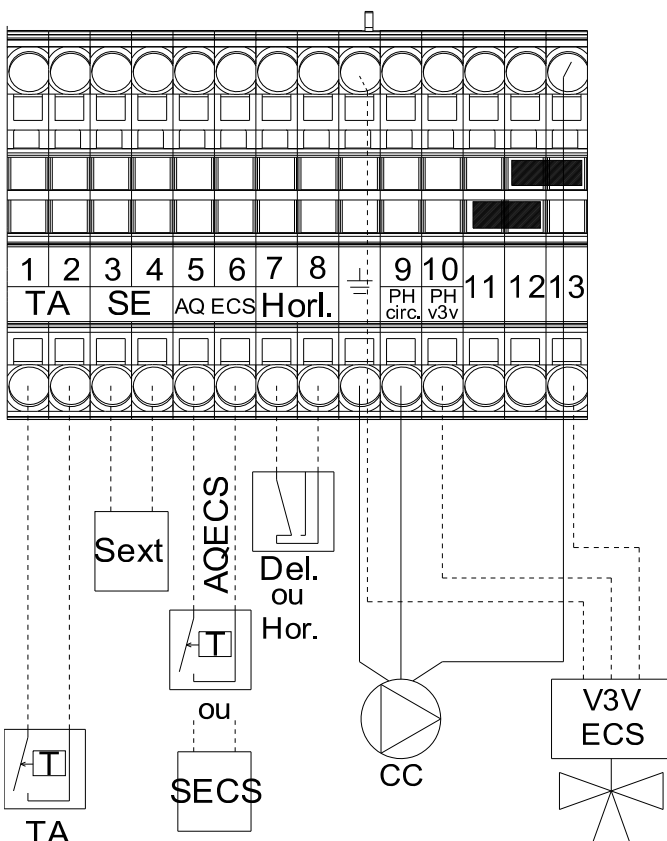 1 2 3 4 5 6 7 8 9 10 11 12 13
TA SE AQ ECS Horl. PH circ. PH v3v
Sext
AQECS
Del.
ou
Hor.
T
ou
SECS
T
TA
CC
V3V
ECS